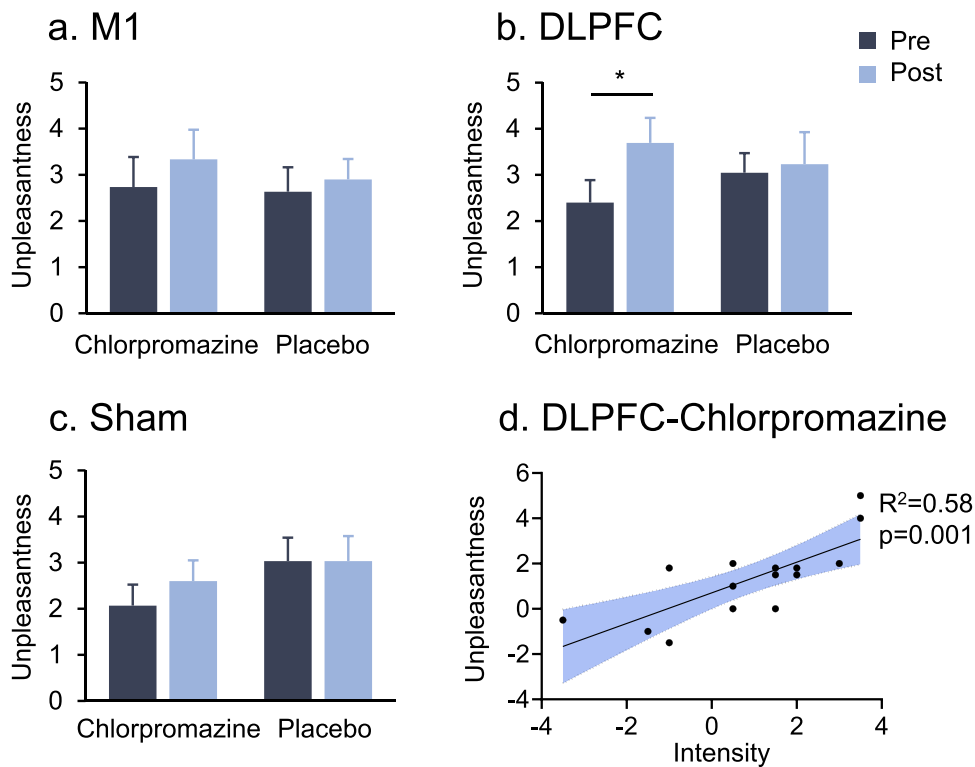 a. M1
Unpleasantness
5
4
3
2
1
0
Chlorpromazine Placebo
b. DLPFC
Pre
Post
*
Unpleasantness
5
4
3
2
1
0
Chlorpromazine Placebo
c. Sham
Unpleasantness
5
4
3
2
1
0
Chlorpromazine Placebo
d. DLPFC-Chlorpromazine
Unpleasantness
6
4
2
0
-2
-4
R²=0.58
p=0.001
-4 -2 0 2 4
Intensity